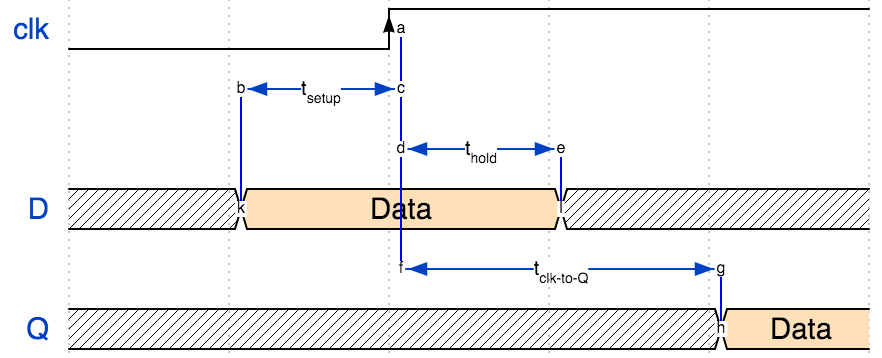 clk
a
b t_setup c
d t_hold e
D k Data l
f t_clk-to-Q g
Q h Data